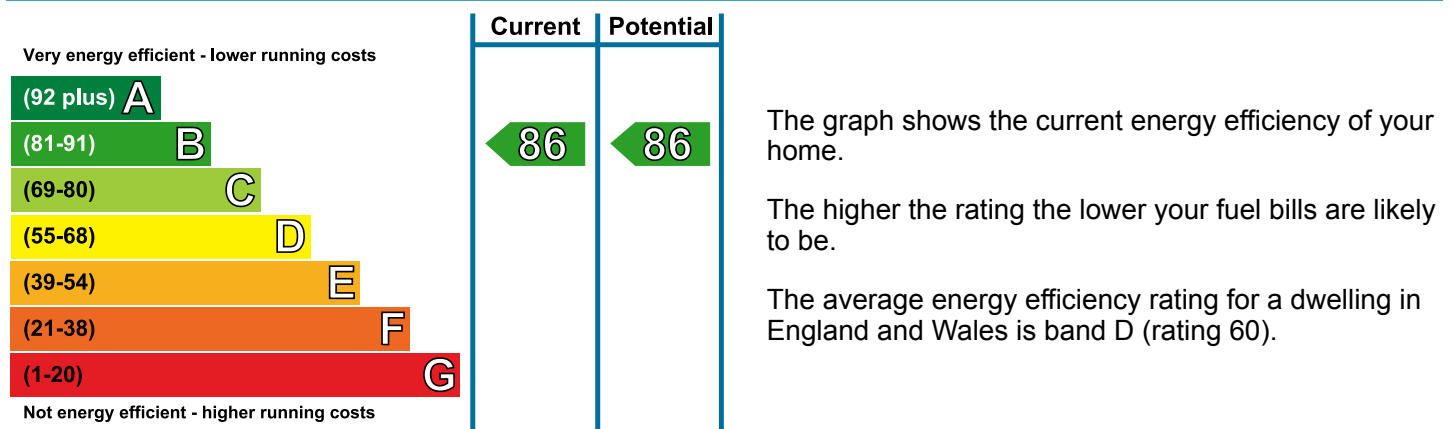 Current Potential
Very energy efficient - lower running costs
(92 plus) A
(81-91) B
86 86
(69-80) C
(55-68) D
(39-54) E
(21-38) F
(1-20) G
Not energy efficient - higher running costs
The graph shows the current energy efficiency of your
home.
The higher the rating the lower your fuel bills are likely
to be.
The average energy efficiency rating for a dwelling in
England and Wales is band D (rating 60).